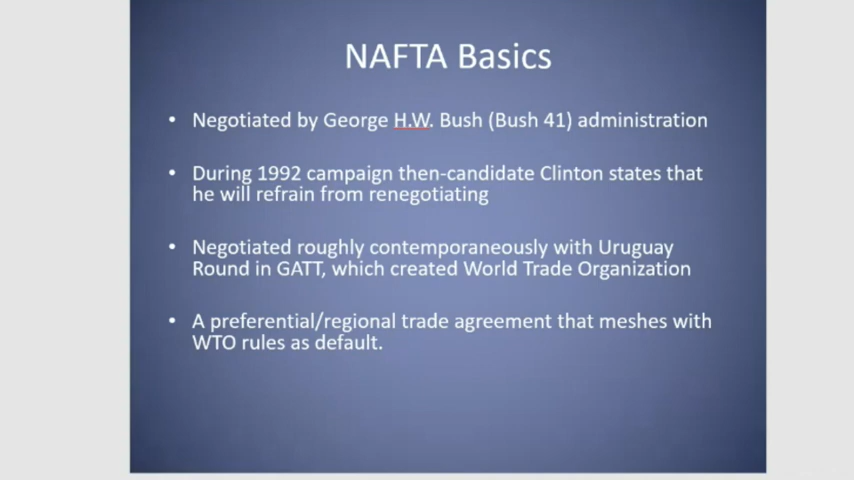 NAFTA Basics
• Negotiated by George H.W. Bush (Bush 41) administration
• During 1992 campaign then-candidate Clinton states that
he will refrain from renegotiating
• Negotiated roughly contemporaneously with Uruguay
Round in GATT, which created World Trade Organization
• A preferential/regional trade agreement that meshes with
WTO rules as default.